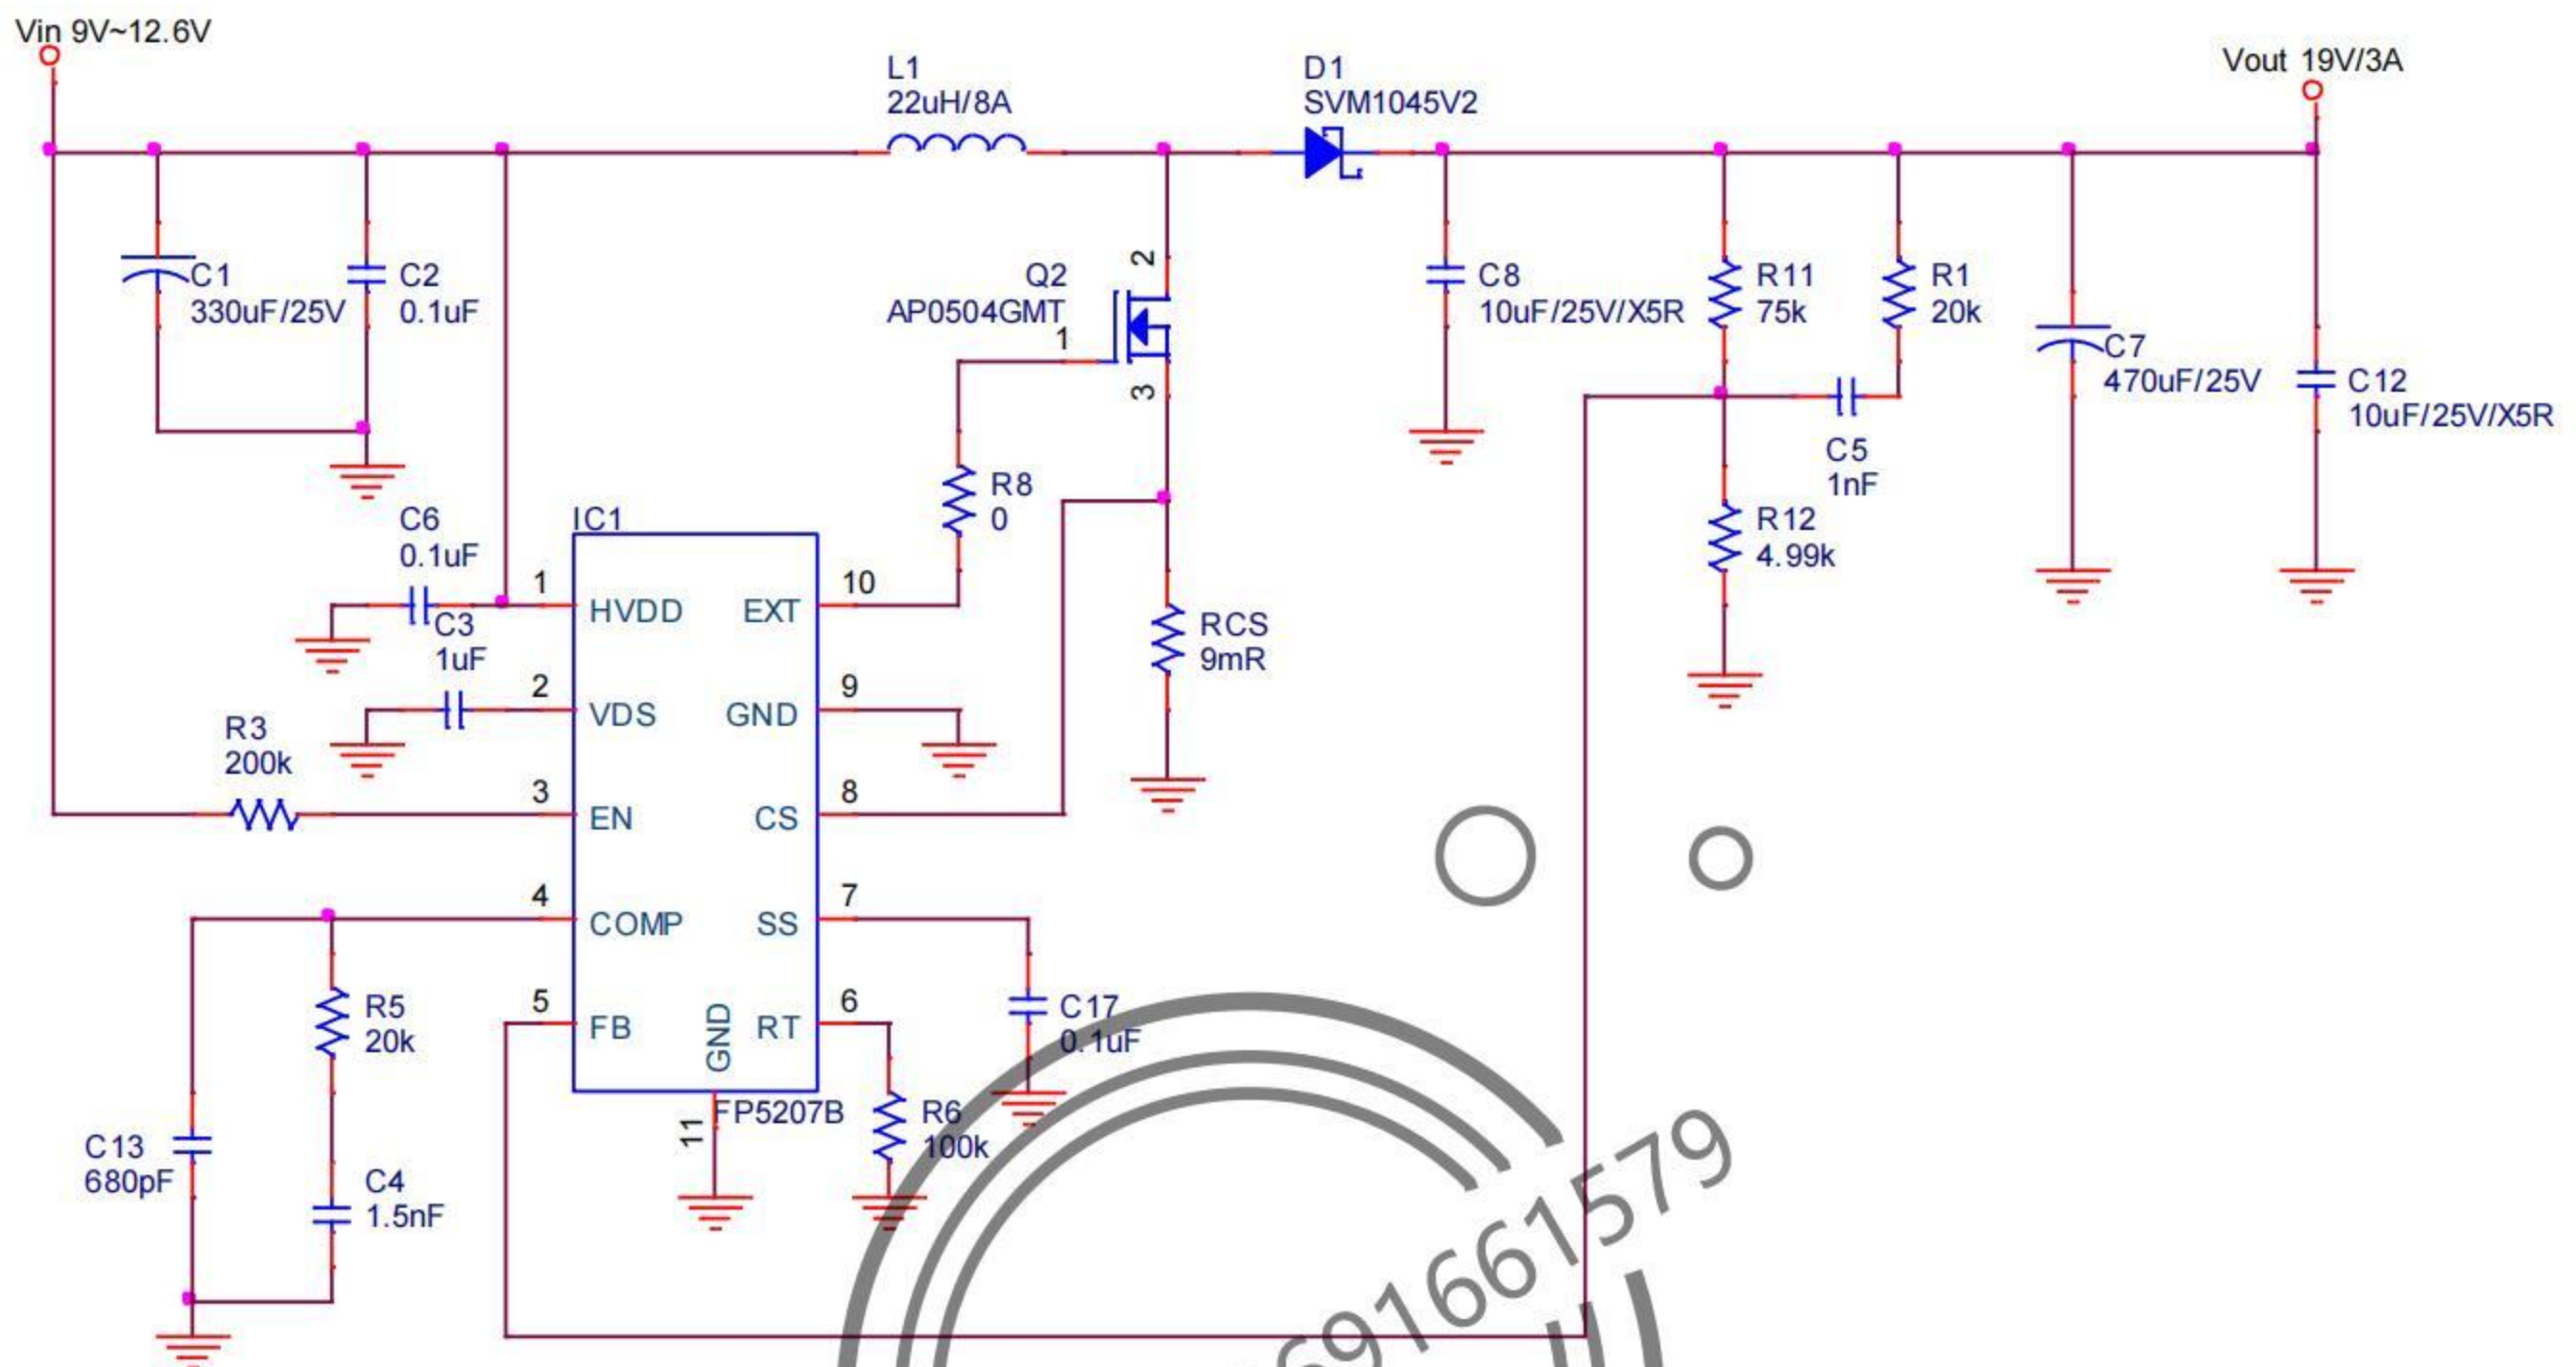 Vin 9V~12.6V
Vout 19V/3A
L1
22uH/8A
D1
SVM1045V2
C1
330uF/25V
C2
0.1uF
Q2
AP0504GMT
1
2
3
C8
10uF/25V/X5R
R11
75k
R1
20k
C7
470uF/25V
C12
10uF/25V/X5R
C5
1nF
R8
0
R12
4.99k
C6
0.1uF
IC1
C3
1uF
RCS
9mR
R3
200k
1
HVDD
EXT
10
2
VDS
GND
9
3
EN
CS
8
4
COMP
SS
7
5
FB
GND
RT
6
11
FP5207B
R5
20k
C17
0.1uF
R6
100k
C13
680pF
C4
1.5nF
691661579